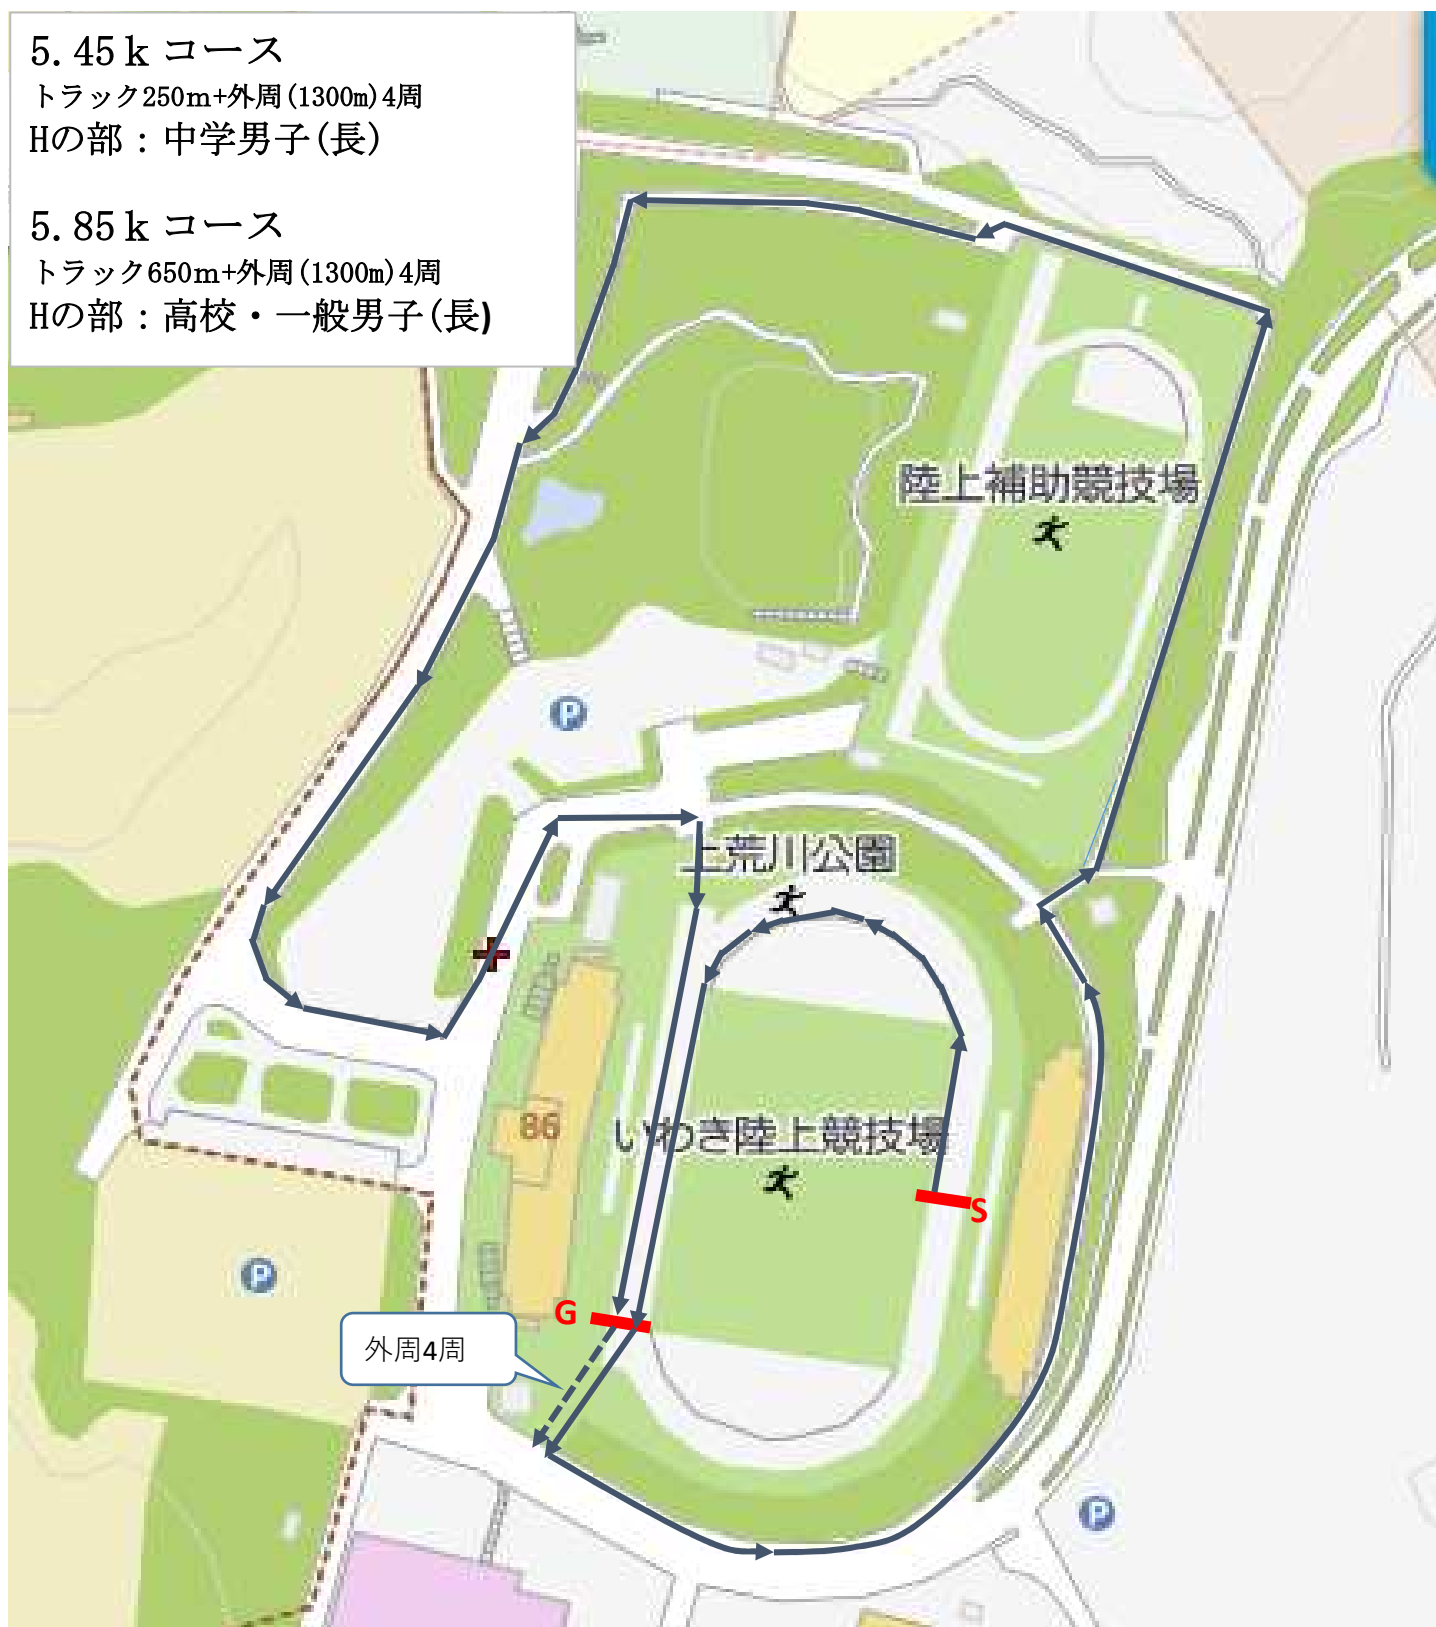 5.45ｋコース
トラック250ｍ+外周(1300m)4周
Hの部：中学男子(長)
5.85ｋコース
トラック650ｍ+外周(1300m)4周
Hの部：高校・一般男子(長)
陸上補助競技場
P
上荒川公園
86
いわき陸上競技場
S
P
G
外周4周
P